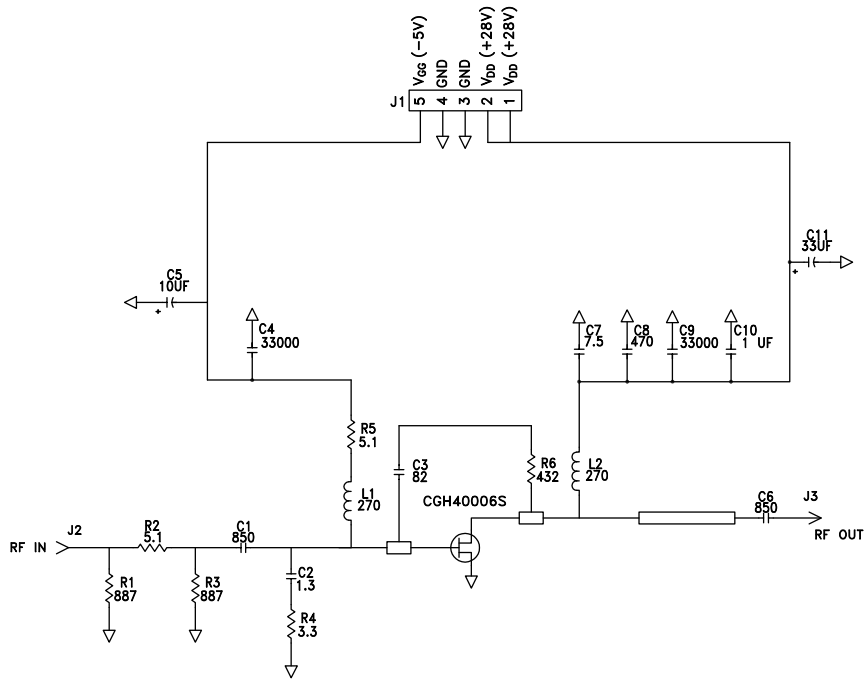 VGG (-5V)
GND
GND
VDD (+28V)
VDD (+28V)
J1
5
4
3
2
1
C11
33UF
+
C5
10UF
+
C4
33000
C7
7.5
C8
470
C9
33000
C10
1 UF
R5
5.1
C3
82
R6
432
L2
270
L1
270
CGH40006S
C6
850
J3
RF OUT
J2
RF IN
R2
5.1
C1
850
R1
887
R3
887
C2
1.3
R4
3.3